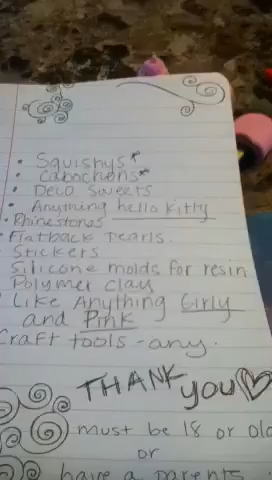 • Squishys*
• Cabochons*
• Deco Sweets
• Anything hello kitty
• Rhinestones
• Flatback pearls.
• Stickers
Silicone molds for resin
Polymer clay
• Like Anything Girly
and Pink
Craft tools - any.
THANK
you
must be 18 or old
or
have a parents